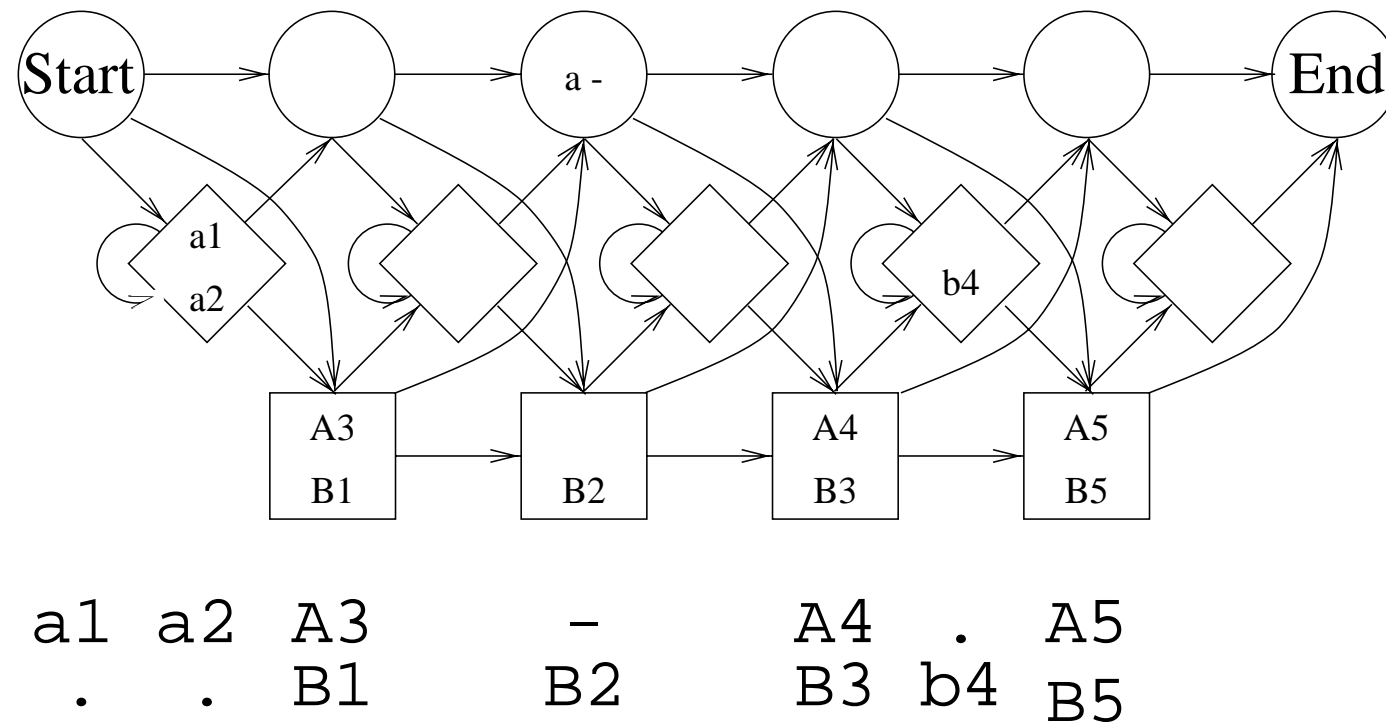 Start a - End
a1
a2 b4
A3 A4 A5
B1 B2 B3 B5
a1 a2 A3 - A4 . A5
. . B1 B2 B3 b4 B5